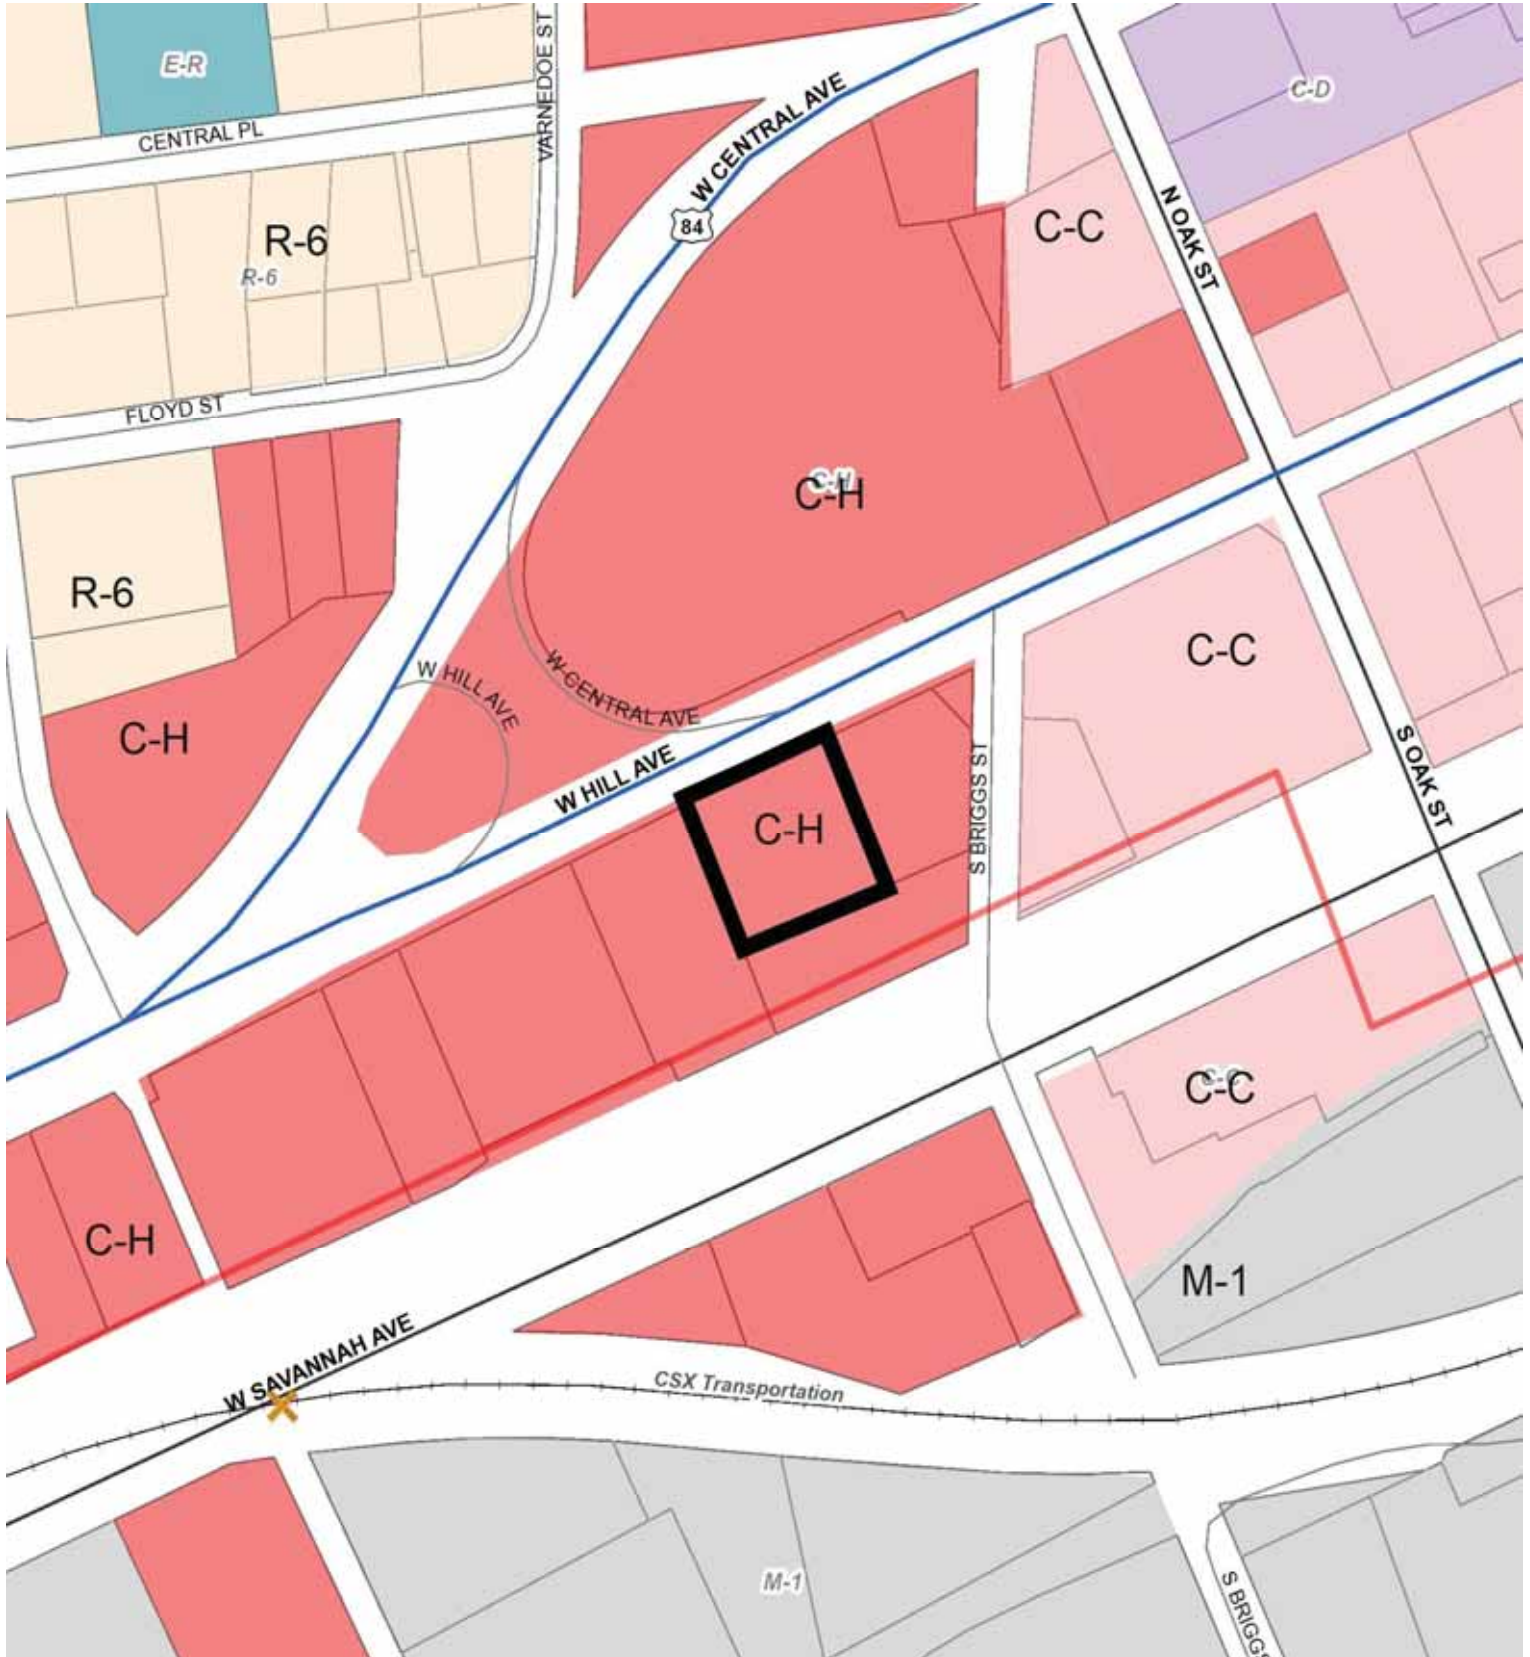 E-R
VARNEDOE ST
C-D
CENTRAL PL
W CENTRAL AVE
84
R-6
R-6
C-C
N OAK ST
FLOYD ST
C-H
C-H
R-6
C-C
W HILL AVE
W CENTRAL AVE
C-H
W HILL AVE
S BRIGGS ST
C-H
S OAK ST
C-C
C-C
C-H
M-1
W SAVANNAH AVE
CSX Transportation
M-1
S BRIGGS